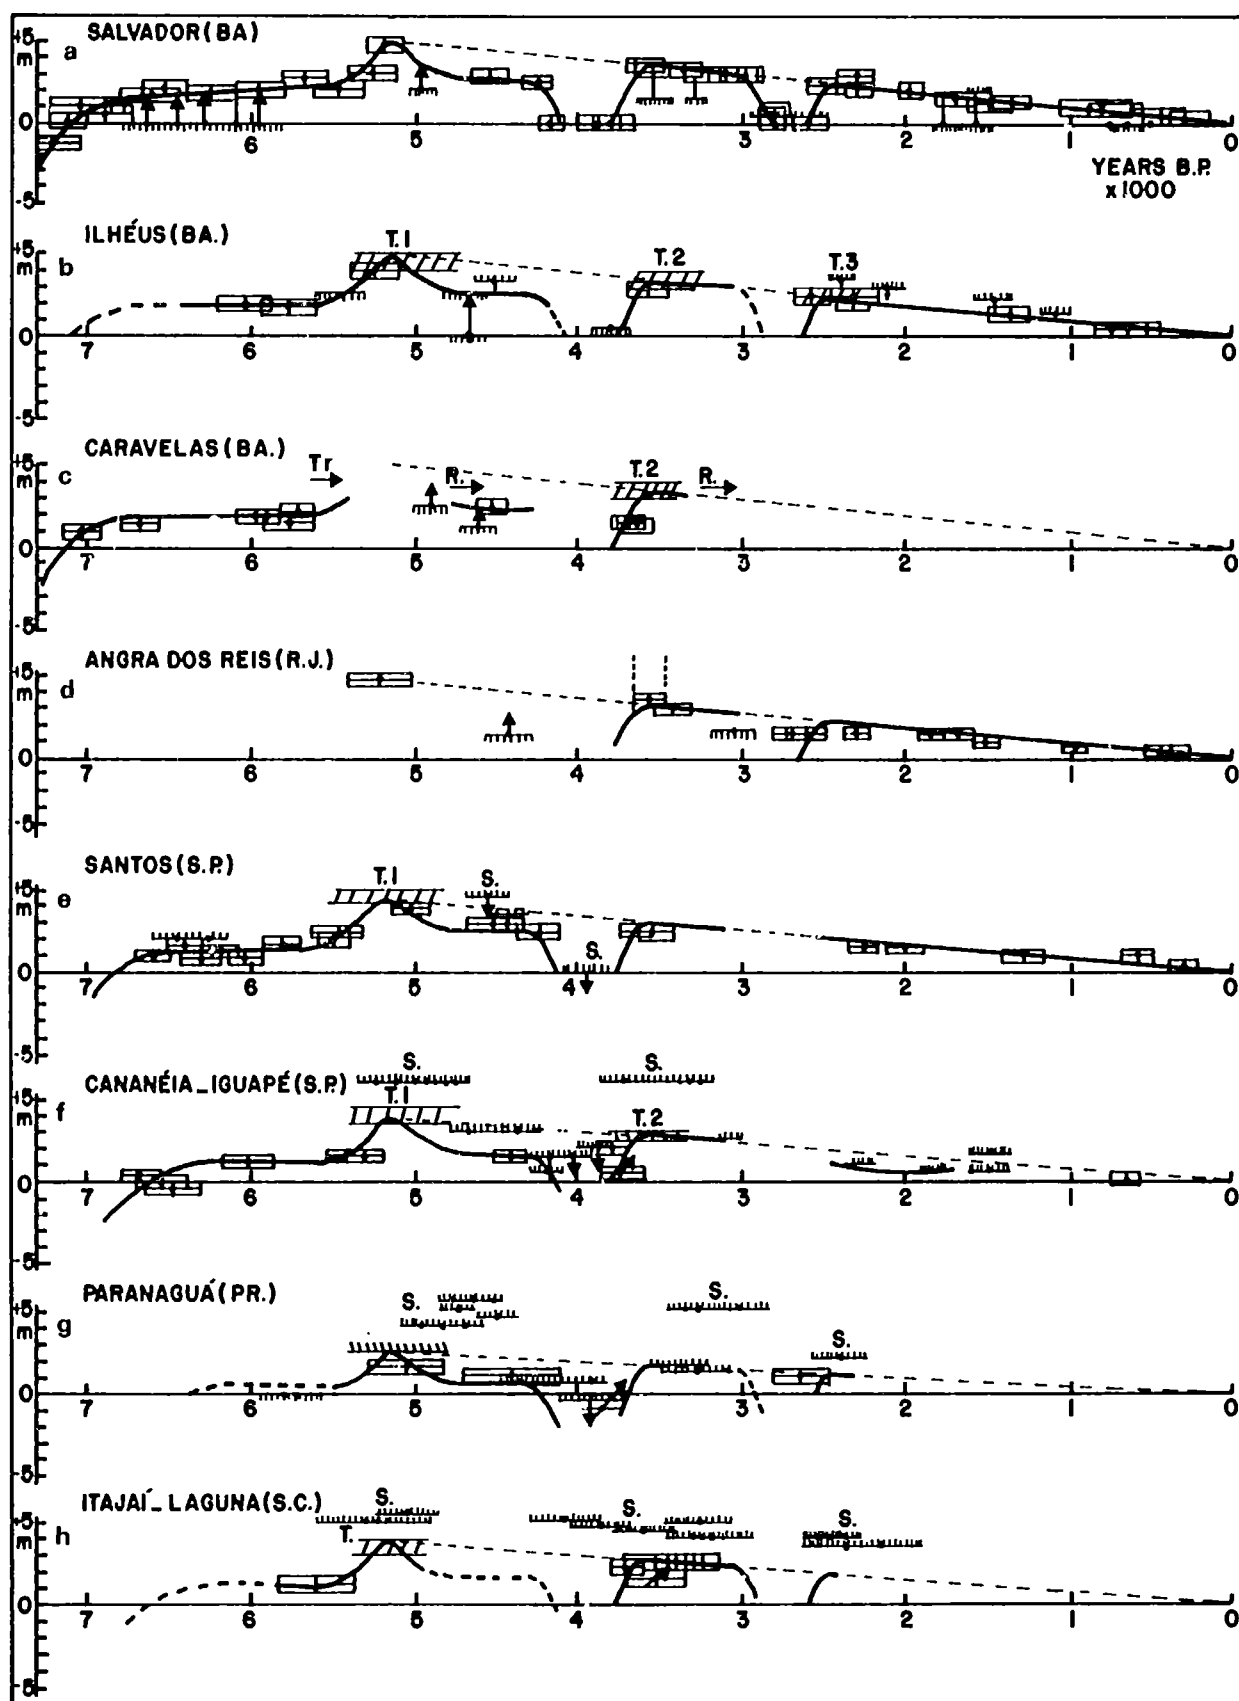 SALVADOR (BA)
a
+5
m
0
-5
7 6 5 4 3 2 1 0
YEARS B.P.
x 1000
ILHÉUS (BA.)
b
T.1
T.2
T.3
+5
m
0
-5
7 6 5 4 3 2 1 0
CARAVELAS (BA.)
c
Tr
R.
T.2
R.
+5
m
0
-5
7 6 5 4 3 2 1 0
ANGRA DOS REIS (R.J.)
d
+5
m
0
-5
7 6 5 4 3 2 1 0
SANTOS (S.P.)
e
T.1
S.
S.
+5
m
0
-5
7 6 5 4 3 2 1 0
CANANÉIA_IGUAPÉ (S.P.)
f
S.
T.1
S.
T.2
+5
m
0
-5
7 6 5 4 3 2 1 0
PARANAGUÁ (PR.)
g
S.
S.
S.
+5
m
0
-5
7 6 5 4 3 2 1 0
ITAJAÍ_LAGUNA (S.C.)
h
T.
S.
S.
S.
+5
m
0
-5
7 6 5 4 3 2 1 0